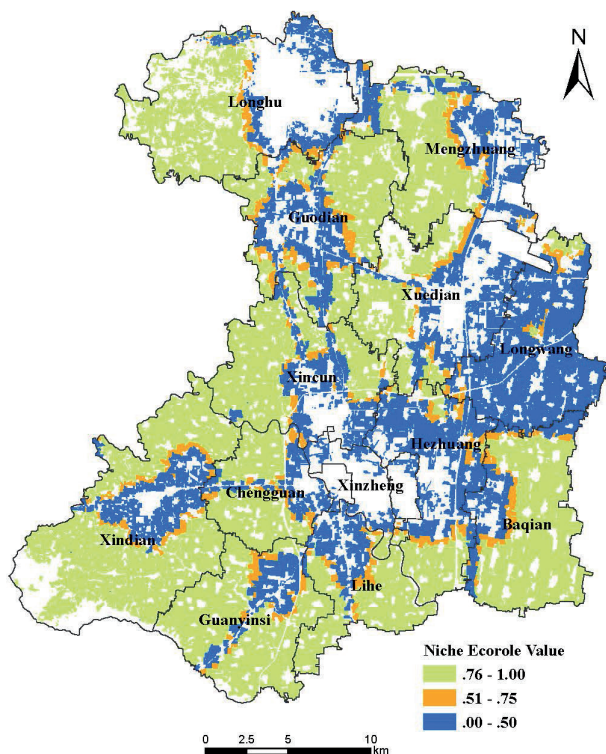 N
Longhu
Mengzhuang
Guodian
Xuedian
Longwang
Xincun
Hezhuang
Chengguan
Xinzheng
Baqian
Xindian
Lihe
Guanyinsi
Niche Ecorole Value
.76 - 1.00
.51 - .75
.00 - .50
0 2.5 5 10
km